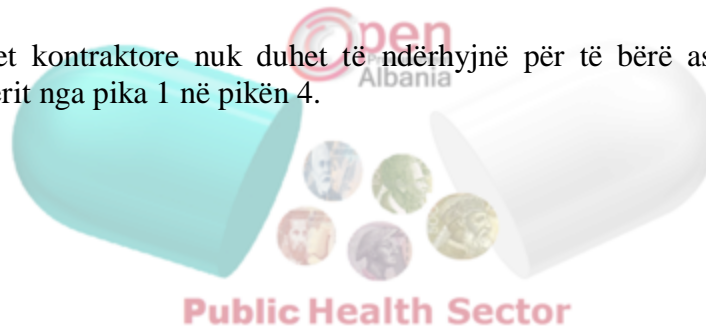 Open
et kontraktore nuk duhet të ndërhyjnë për të bërë as
Albania
erit nga pika 1 në pikën 4.
Public Health Sector